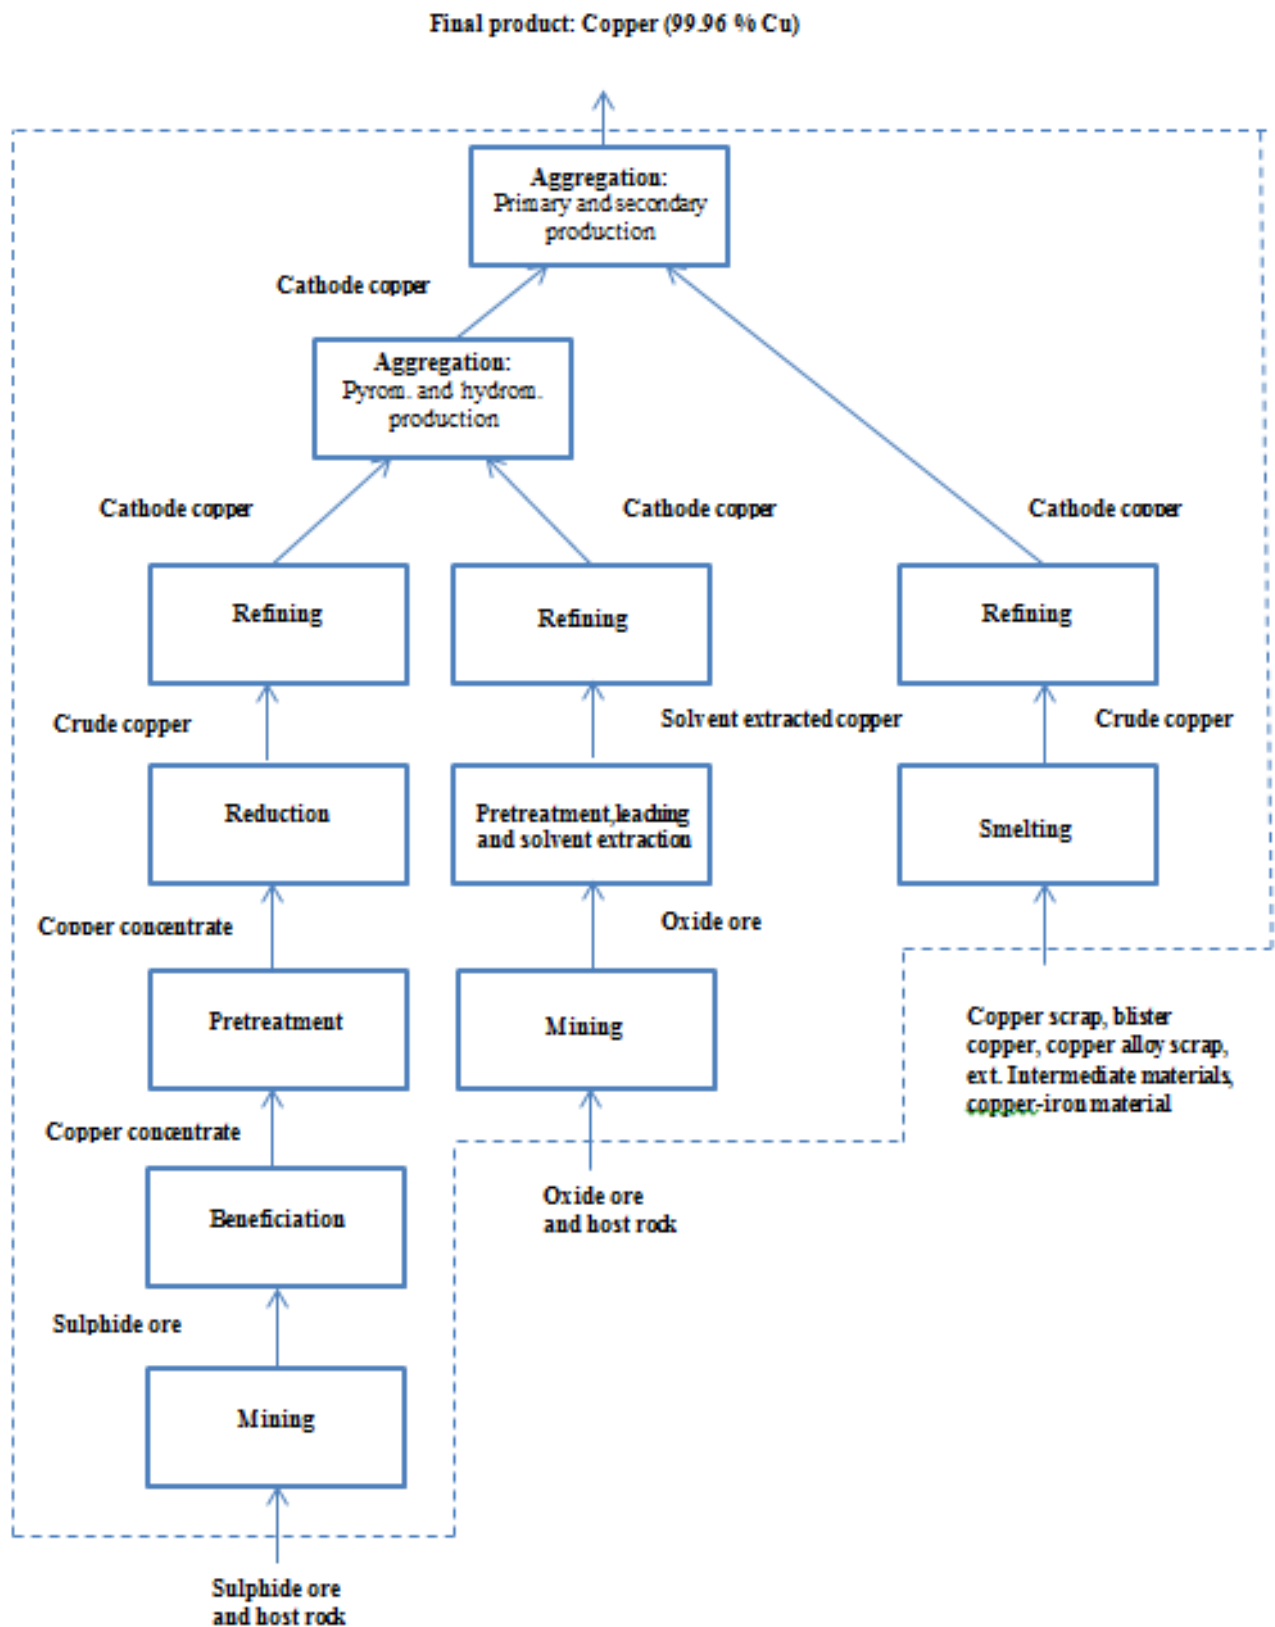 Final product: Copper (99.96 % Cu)
Aggregation:
Primary and secondary
production
Cathode copper
Aggregation:
Pyrom. and hydrom.
production
Cathode copper
Cathode copper
Cathode copper
Refining
Refining
Refining
Crude copper
Solvent extracted copper
Crude copper
Reduction
Pretreatment, leaching
and solvent extraction
Smelting
Copper concentrate
Oxide ore
Pretreatment
Mining
Copper scrap, blister
copper, copper alloy scrap,
ext. Intermediate materials,
copper-iron material
Copper concentrate
Beneficiation
Oxide ore
and host rock
Sulphide ore
Mining
Sulphide ore
and host rock